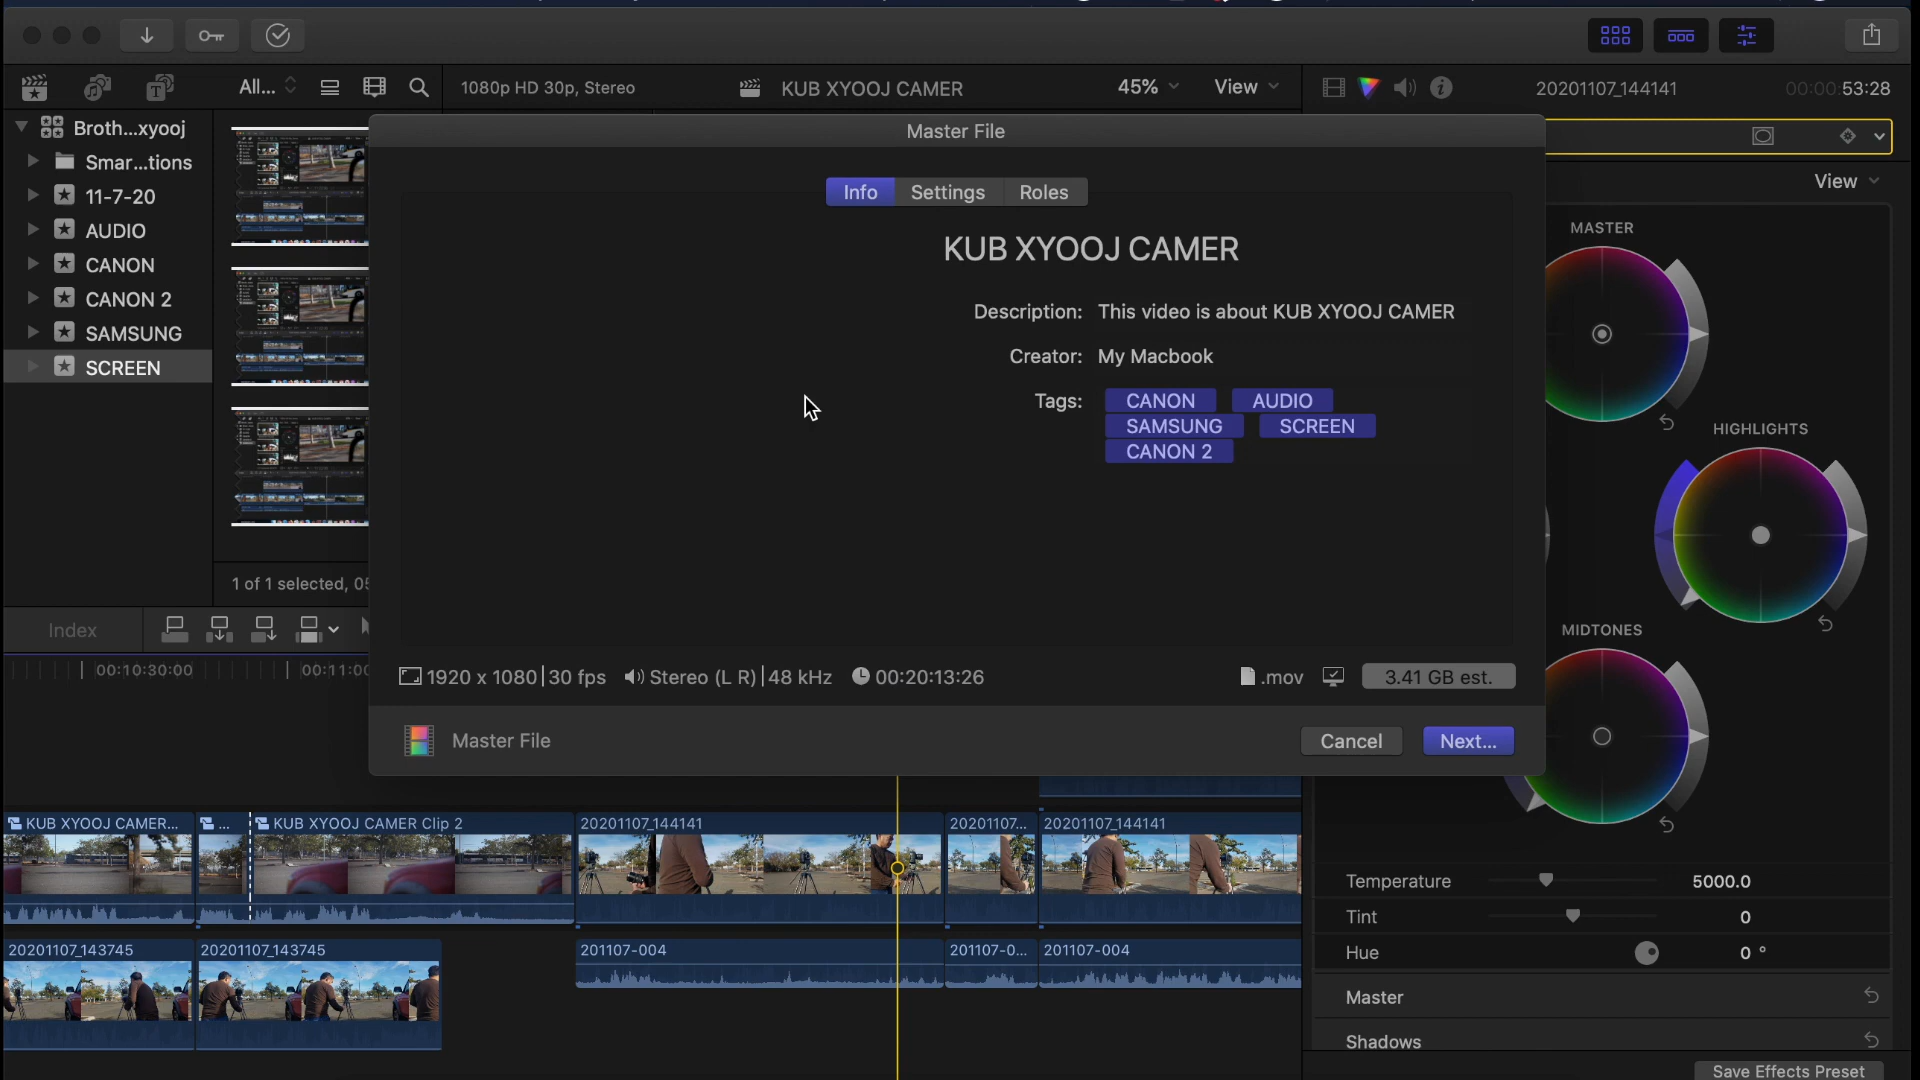 All...
1080p HD 30p, Stereo
KUB XYOOJ CAMER
45%
View
20201107_144141
00:00:53:28
Broth...xyooj
Smar...tions
11-7-20
AUDIO
CANON
CANON 2
SAMSUNG
SCREEN
1 of 1 selected, 05
Master File
Info
Settings
Roles
KUB XYOOJ CAMER
Description: This video is about KUB XYOOJ CAMER
Creator: My Macbook
Tags: CANON AUDIO
SAMSUNG SCREEN
CANON 2
1920 x 1080 | 30 fps
Stereo (L R) | 48 kHz
00:20:13:26
.mov
3.41 GB est.
Master File
Cancel
Next...
View
MASTER
HIGHLIGHTS
MIDTONES
Temperature 5000.0
Tint 0
Hue 0 °
Master
Shadows
Save Effects Preset
Index
00:10:30:00
00:11:00
KUB XYOOJ CAMER...
...
KUB XYOOJ CAMER Clip 2
20201107_144141
20201107...
20201107_144141
20201107_143745
20201107_143745
201107-004
201107-0...
201107-004